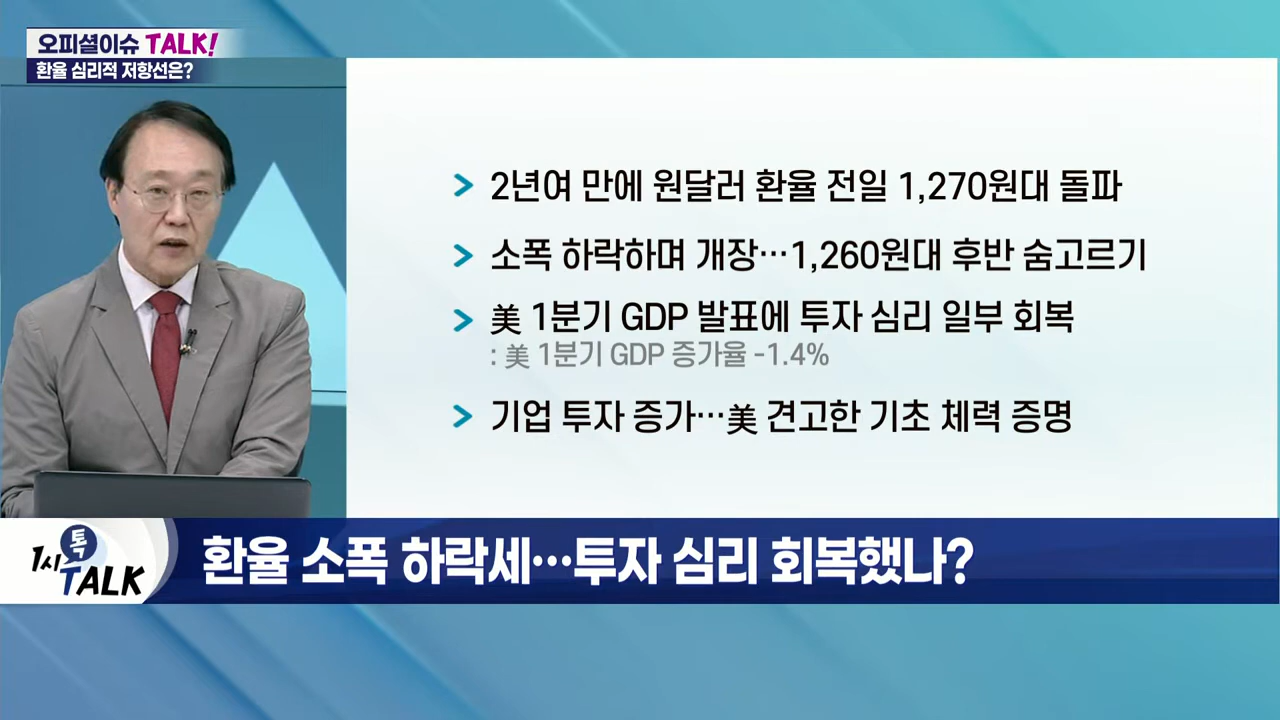 오피셜이슈 TALK!
환율 심리적 저항선은?
> 2년여 만에 원달러 환율 전일 1,270원대 돌파
> 소폭 하락하며 개장…1,260원대 후반 숨고르기
> 美 1분기 GDP 발표에 투자 심리 일부 회복
: 美 1분기 GDP 증가율 -1.4%
> 기업 투자 증가…美 견고한 기초 체력 증명
1시 톡 TALK
환율 소폭 하락세…투자 심리 회복했나?